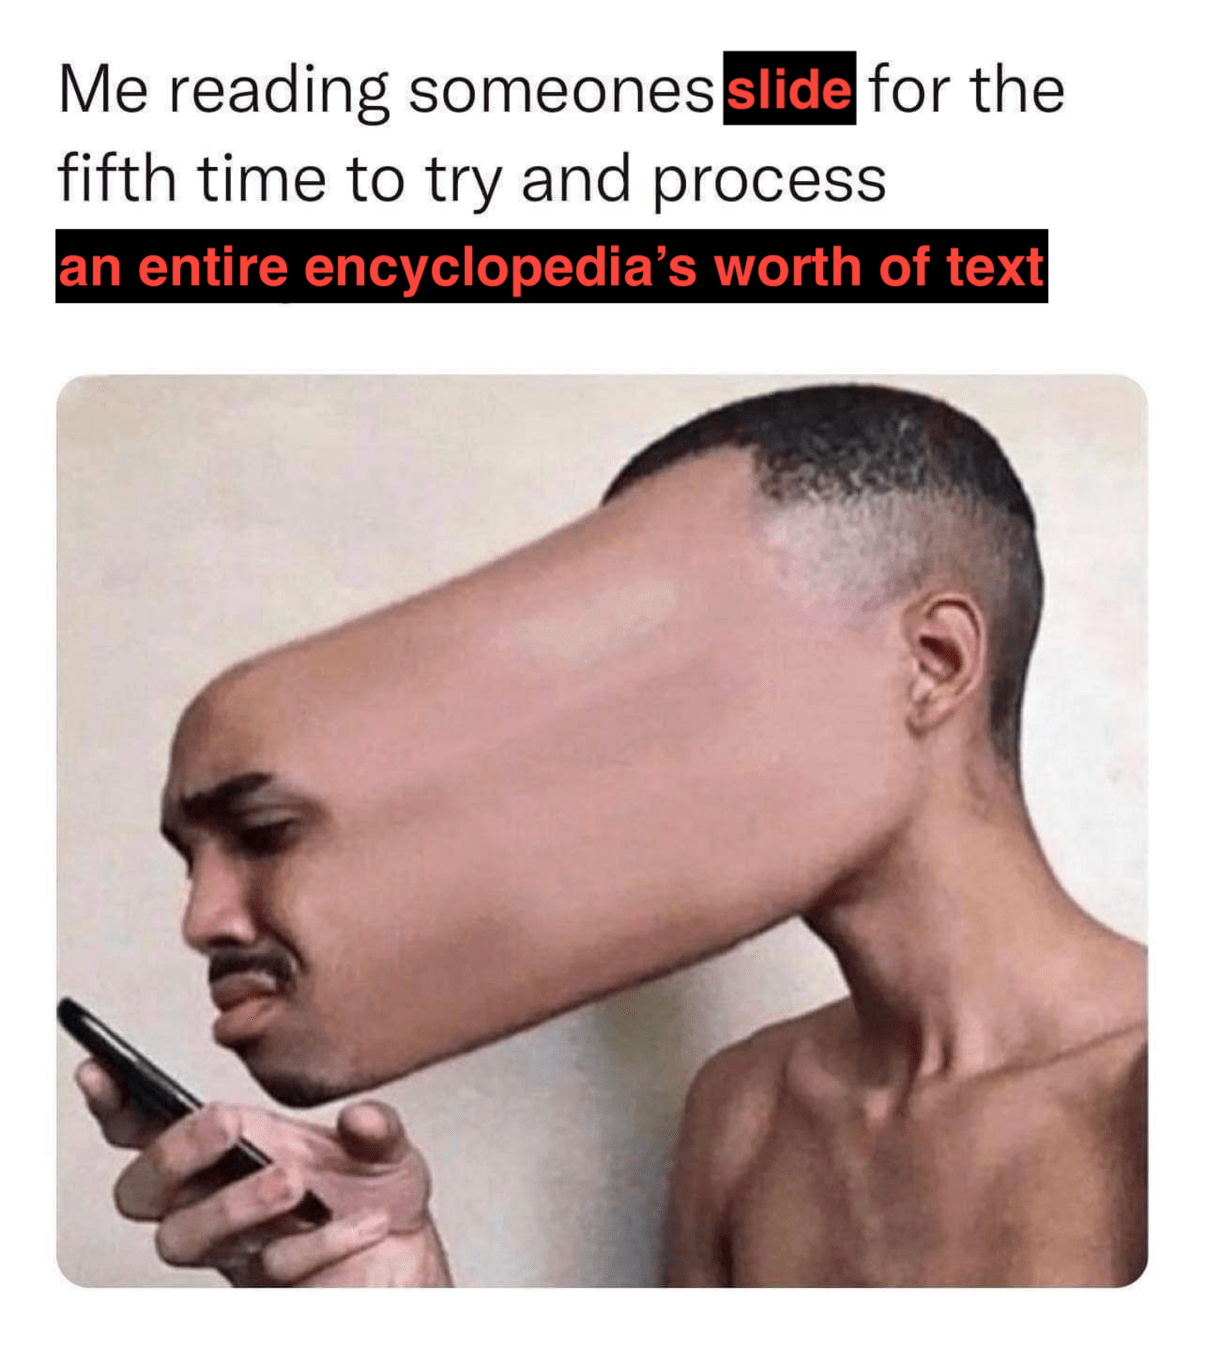 Me reading someones slide for the
fifth time to try and process
an entire encyclopedia’s worth of text